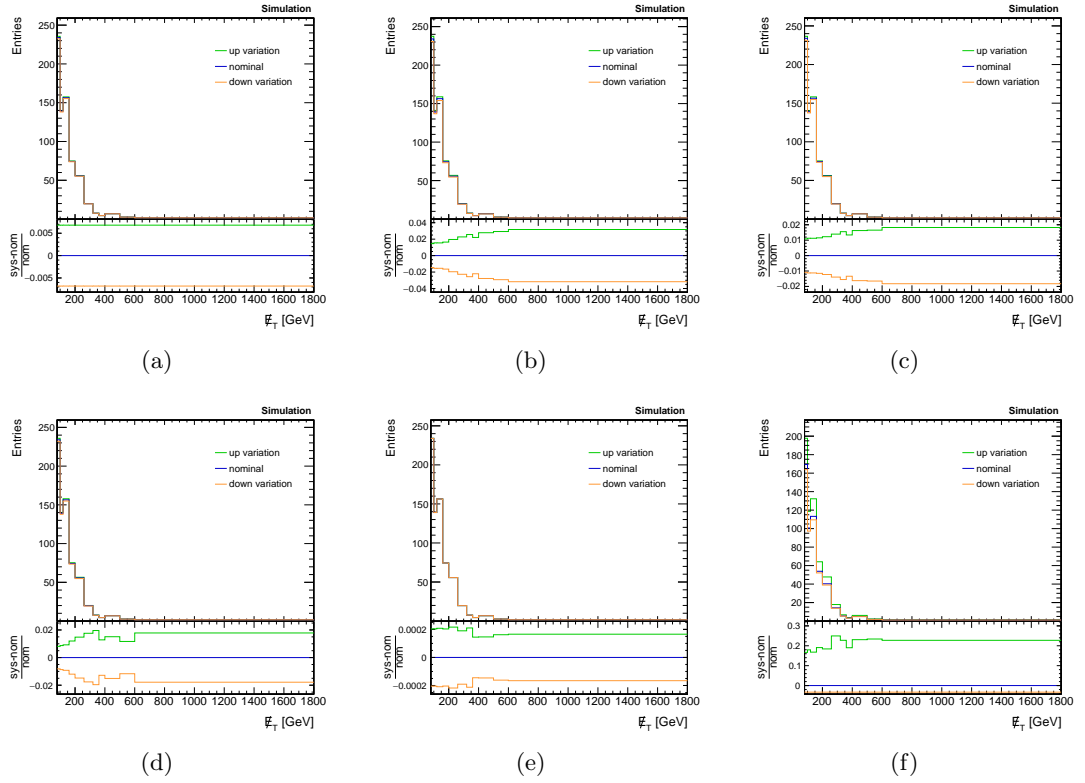 Simulation Simulation Simulation
Entries Entries Entries
250 250 250
up variation up variation up variation
200 nominal 200 nominal 200 nominal
down variation down variation down variation
150 150 150
100 100 100
50 50 50
sys-nom sys-nom sys-nom
nom nom nom
0.005 0.04 0.02
0.02 0.01
0 0 0
−0.005 −0.02 −0.01
−0.04 −0.02
200 400 600 800 1000 1200 1400 1600 1800 200 400 600 800 1000 1200 1400 1600 1800 200 400 600 800 1000 1200 1400 1600 1800
E̸T [GeV] E̸T [GeV] E̸T [GeV]
(a) (b) (c)
Simulation Simulation Simulation
Entries Entries Entries
250 250 200
up variation up variation 180 up variation
200 nominal 200 nominal 160 nominal
down variation down variation 140 down variation
150 150 120
100 100 100
80
60
50 50 40
20
sys-nom sys-nom sys-nom
nom nom nom
0.02 0.0002 0.3
0.2
0 0 0.1
−0.02 −0.0002 0
200 400 600 800 1000 1200 1400 1600 1800 200 400 600 800 1000 1200 1400 1600 1800 200 400 600 800 1000 1200 1400 1600 1800
E̸T [GeV] E̸T [GeV] E̸T [GeV]
(d) (e) (f)